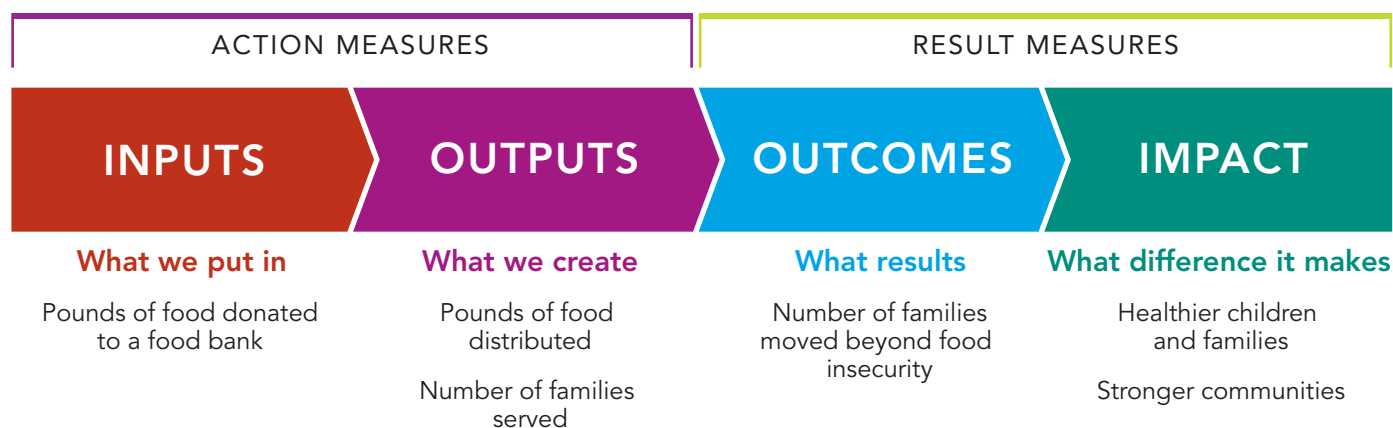 ACTION MEASURES
RESULT MEASURES
INPUTS
OUTPUTS
OUTCOMES
IMPACT
What we put in
Pounds of food donated
to a food bank
What we create
Pounds of food
distributed
Number of families
served
What results
Number of families
moved beyond food
insecurity
What difference it makes
Healthier children
and families
Stronger communities